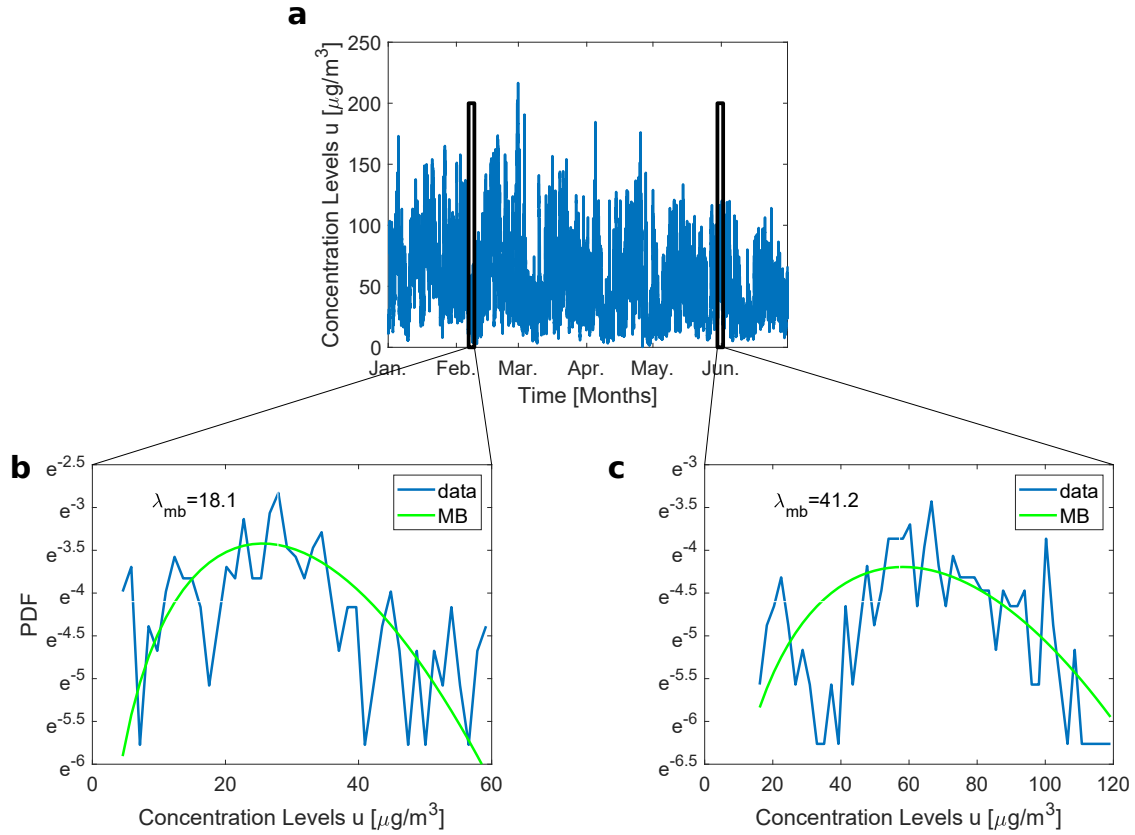 a
Concentration Levels u [μg/m³]
250
200
150
100
50
0
Jan. Feb. Mar. Apr. May. Jun.
Time [Months]
b
PDF
e^-2.5
e^-3
e^-3.5
e^-4
e^-4.5
e^-5
e^-5.5
e^-6
λ_mb=18.1
data
MB
0 20 40 60
Concentration Levels u [μg/m³]
c
e^-3
e^-3.5
e^-4
e^-4.5
e^-5
e^-5.5
e^-6
e^-6.5
λ_mb=41.2
data
MB
0 20 40 60 80 100 120
Concentration Levels u [μg/m³]